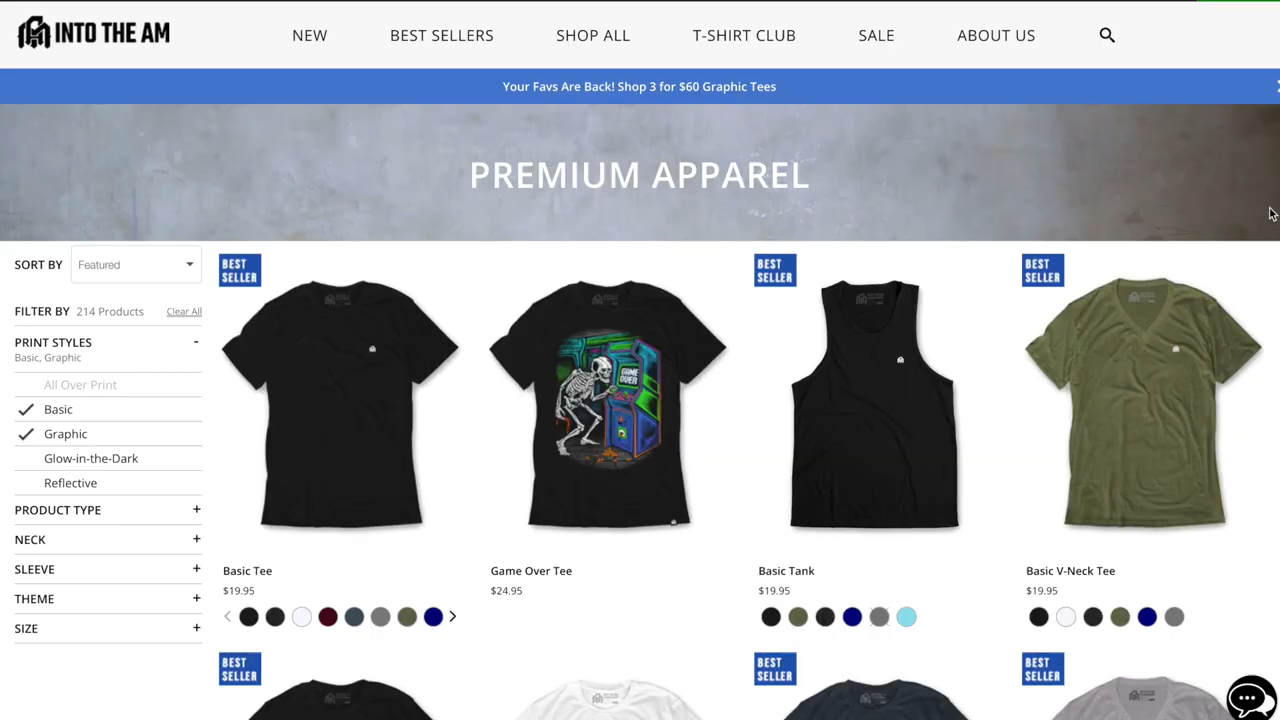 INTO THE AM
NEW
BEST SELLERS
SHOP ALL
T-SHIRT CLUB
SALE
ABOUT US
Your Favs Are Back! Shop 3 for $60 Graphic Tees
PREMIUM APPAREL
SORT BY
Featured
FILTER BY 214 Products Clear All
PRINT STYLES -
Basic, Graphic
All Over Print
Basic
Graphic
Glow-in-the-Dark
Reflective
PRODUCT TYPE +
NECK +
SLEEVE +
THEME +
SIZE +
BEST
SELLER
Basic Tee
$19.95
GAME
OVER
Game Over Tee
$24.95
BEST
SELLER
Basic Tank
$19.95
BEST
SELLER
Basic V-Neck Tee
$19.95
BEST
SELLER
BEST
SELLER
BEST
SELLER